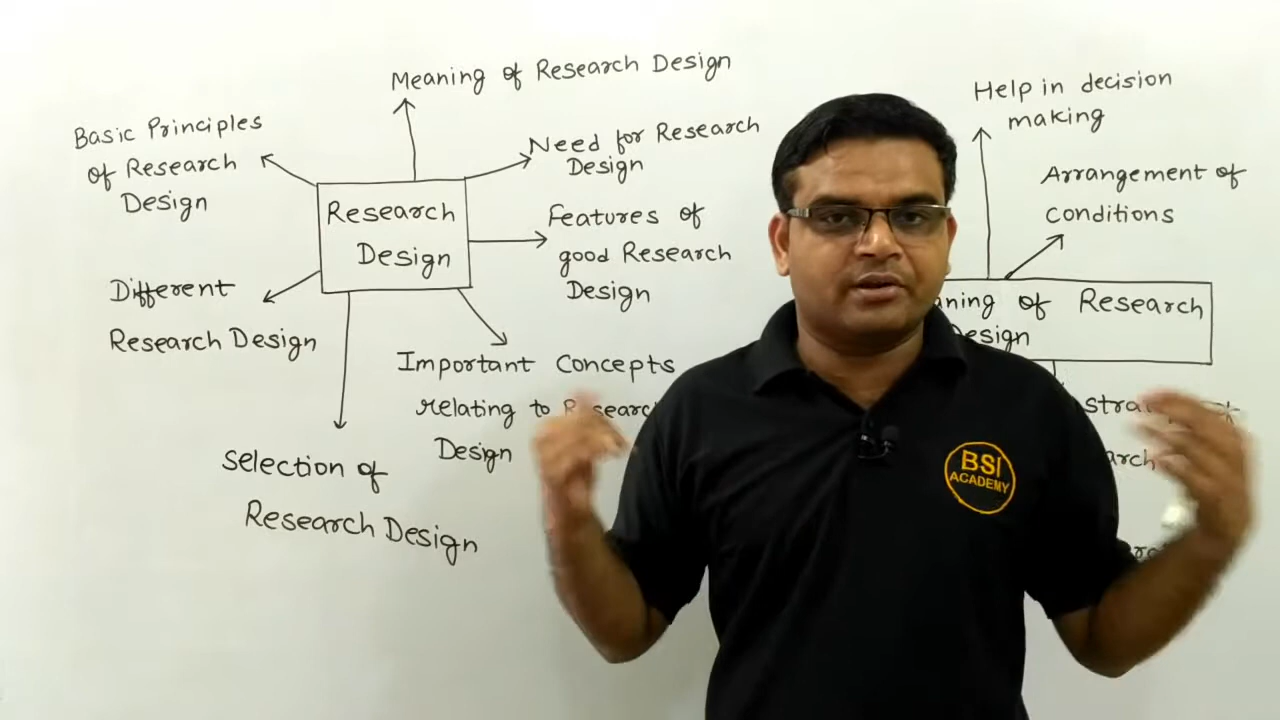 Meaning of Research Design
Basic Principles
of Research
Design
Need for Research
Design
Research
Design
Features of
good Research
Design
Different
Research Design
Important Concepts
relating to
Design
Selection of
Research Design
Help in decision
making
Arrangement of
conditions
of Research
Design
BSI
ACADEMY